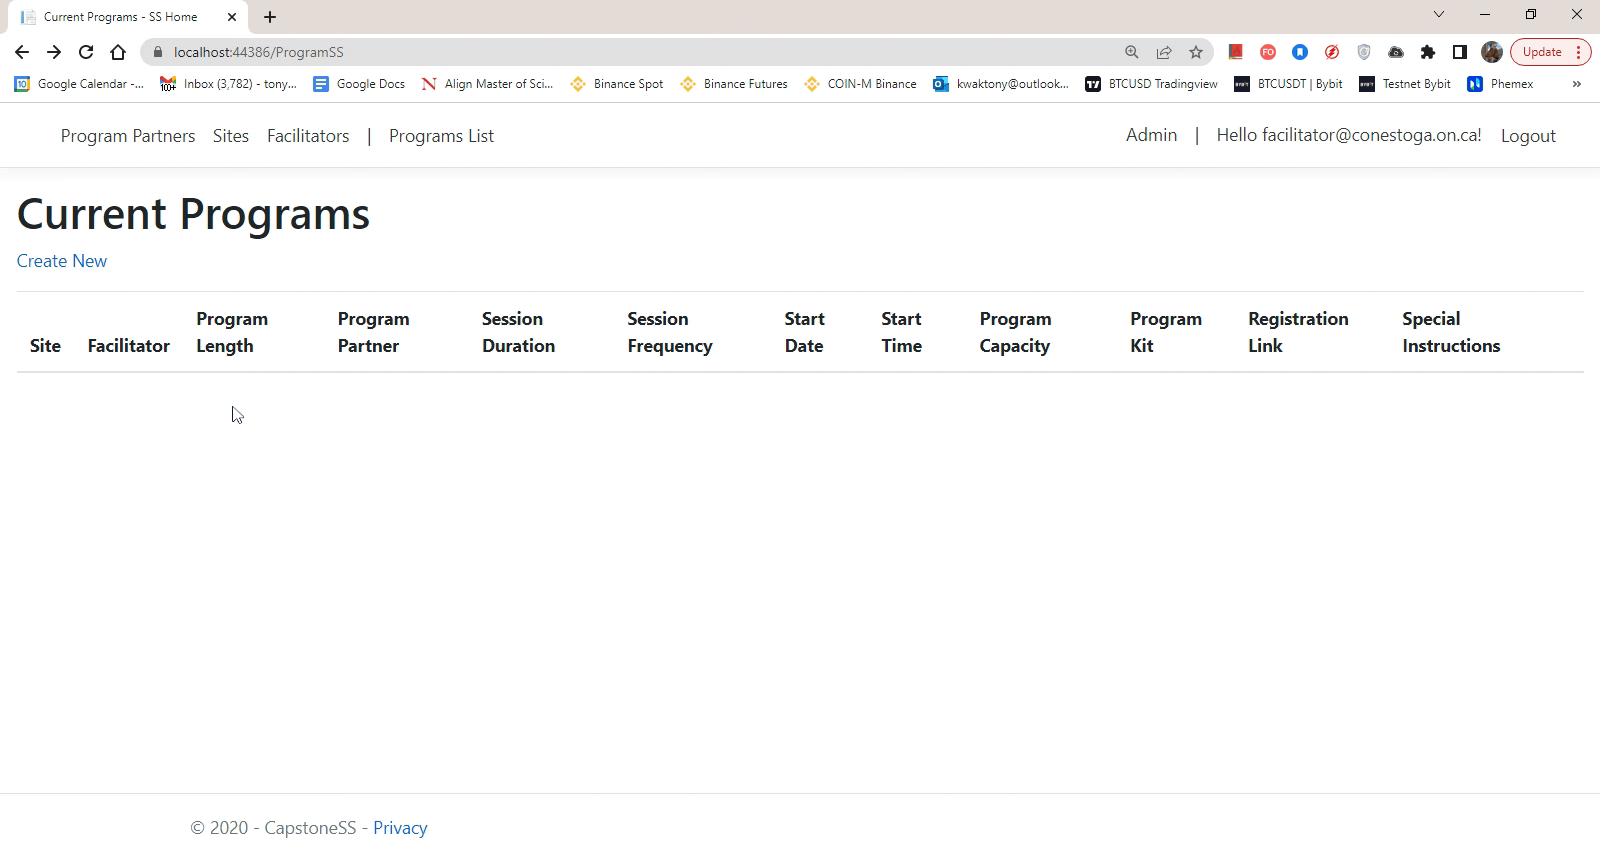 Current Programs - SS Home
localhost:44386/ProgramSS
Update
10 Google Calendar -... 100+ Inbox (3,782) - tony... Google Docs N Align Master of Sci... Binance Spot Binance Futures COIN-M Binance kwaktony@outlook... BTCUSD Tradingview BTCUSDT | Bybit Testnet Bybit Phemex »
Program Partners Sites Facilitators | Programs List Admin | Hello facilitator@conestoga.on.ca! Logout
Current Programs
Create New
Site
Facilitator
Program
Length
Program
Partner
Session
Duration
Session
Frequency
Start
Date
Start
Time
Program
Capacity
Program
Kit
Registration
Link
Special
Instructions
© 2020 - CapstoneSS - Privacy